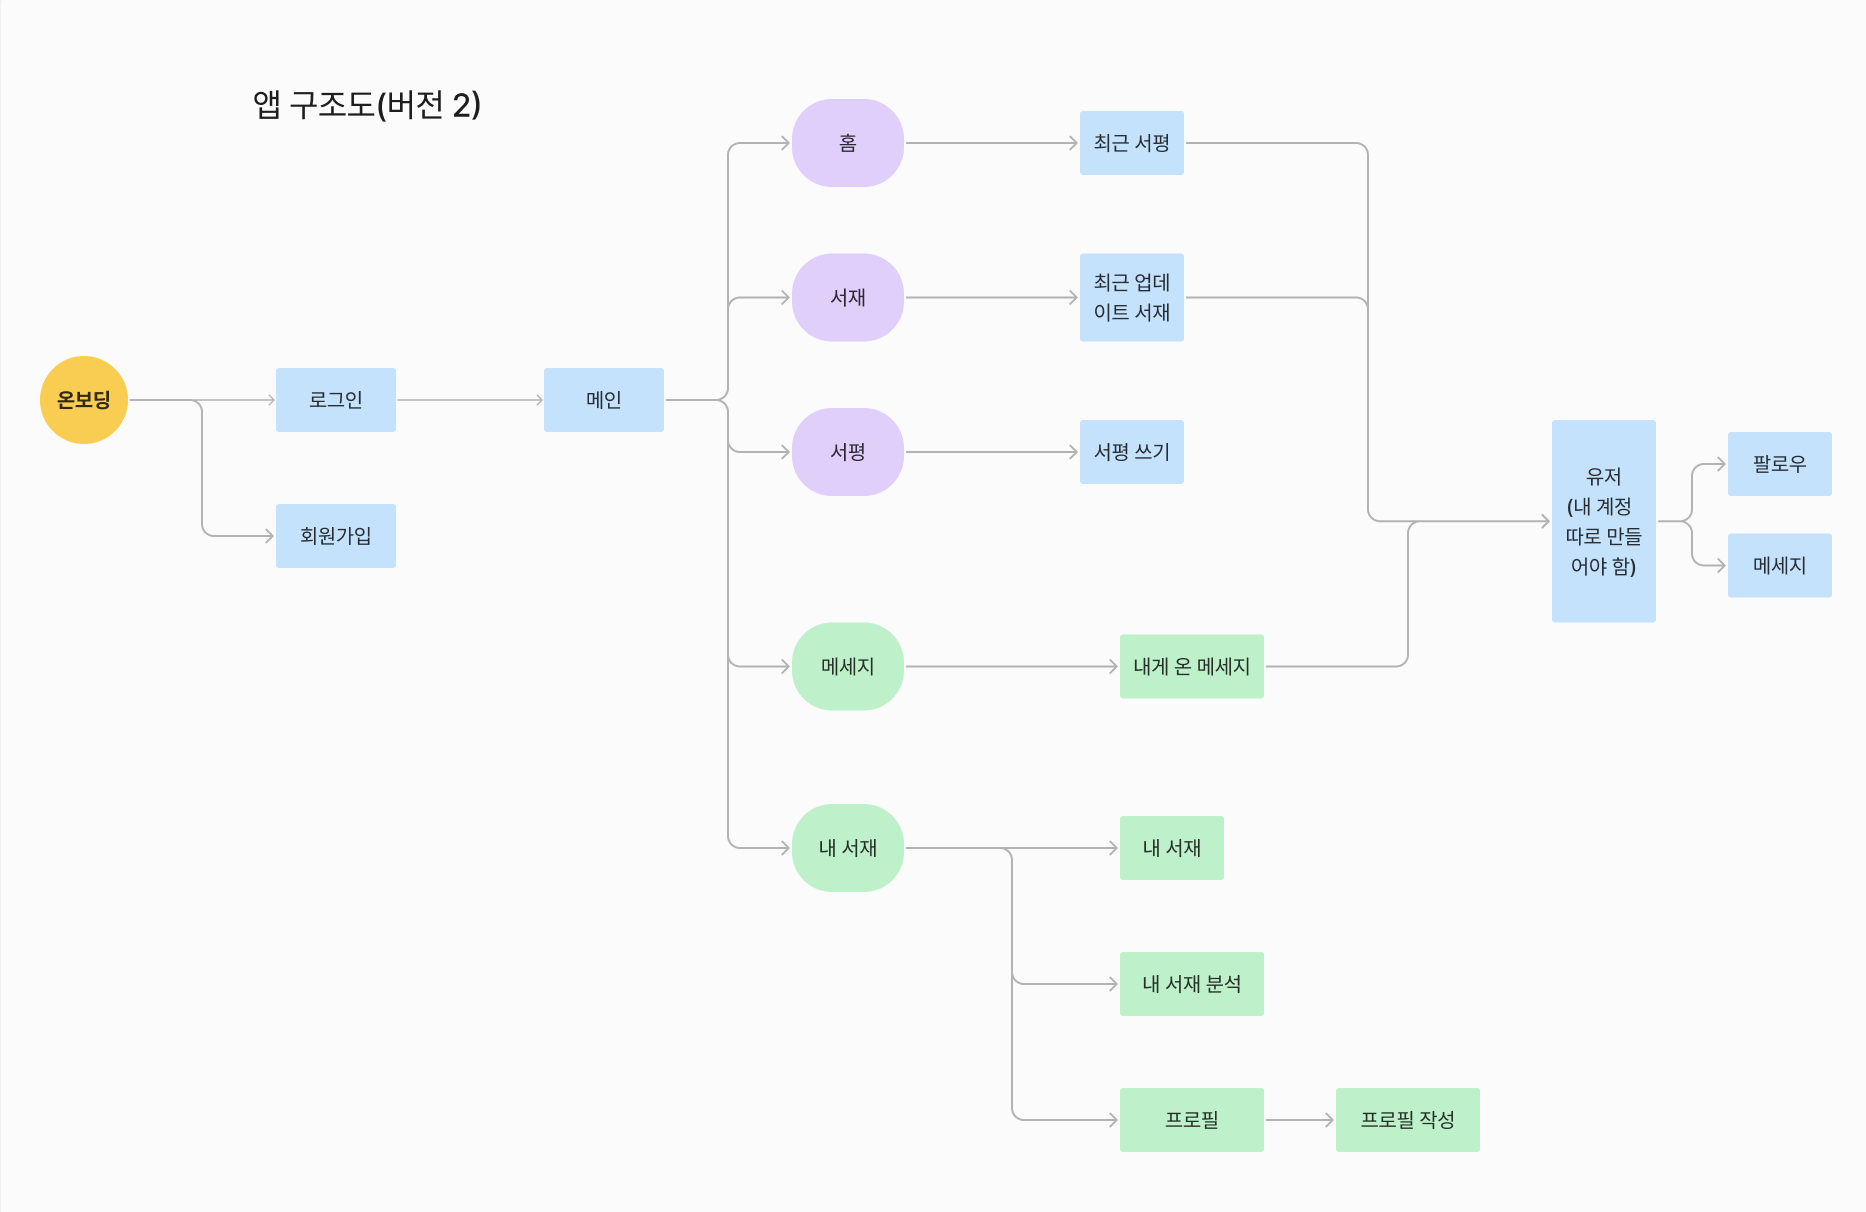 앱 구조도(버전 2)
홈
최근 서평
서재
최근 업데
이트 서재
온보딩
로그인
메인
서평
서평 쓰기
회원가입
유저
(내 계정
따로 만들
어야 함)
팔로우
메세지
메세지
내게 온 메세지
내 서재
내 서재
내 서재 분석
프로필
프로필 작성